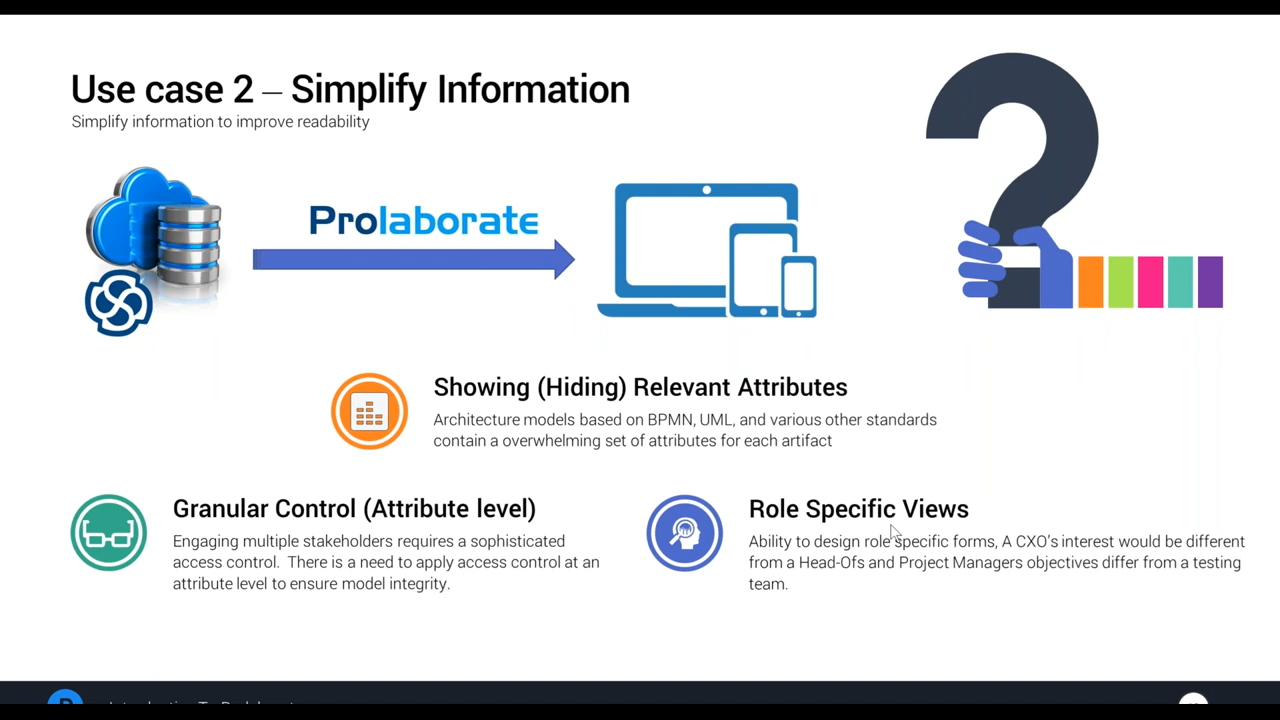 Use case 2 – Simplify Information
Simplify information to improve readability
Prolaborate
Showing (Hiding) Relevant Attributes
Architecture models based on BPMN, UML, and various other standards
contain a overwhelming set of attributes for each artifact
Granular Control (Attribute level)
Engaging multiple stakeholders requires a sophisticated
access control.  There is a need to apply access control at an
attribute level to ensure model integrity.
Role Specific Views
Ability to design role specific forms, A CXO's interest would be different
from a Head-Ofs and Project Managers objectives differ from a testing
team.